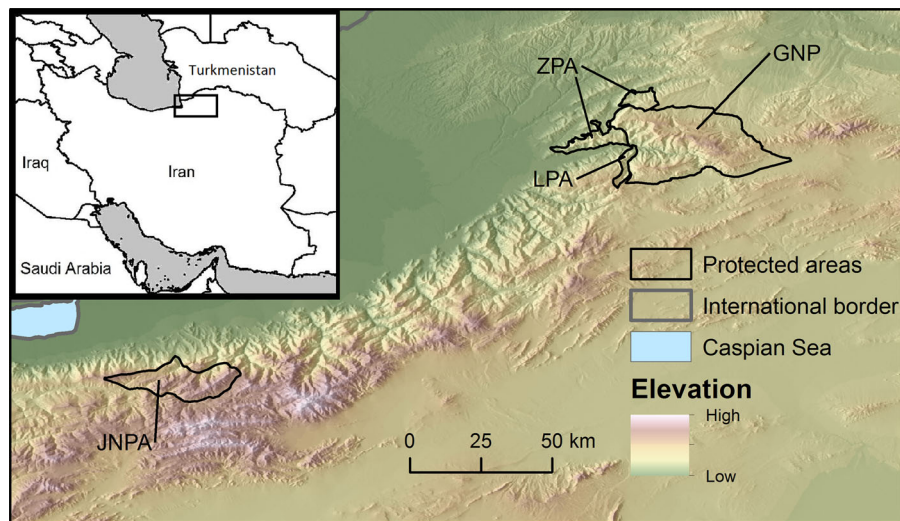 Turkmenistan
Iraq
Iran
Saudi Arabia
ZPA
GNP
LPA
JNPA
Protected areas
International border
Caspian Sea
Elevation
High
Low
0 25 50 km